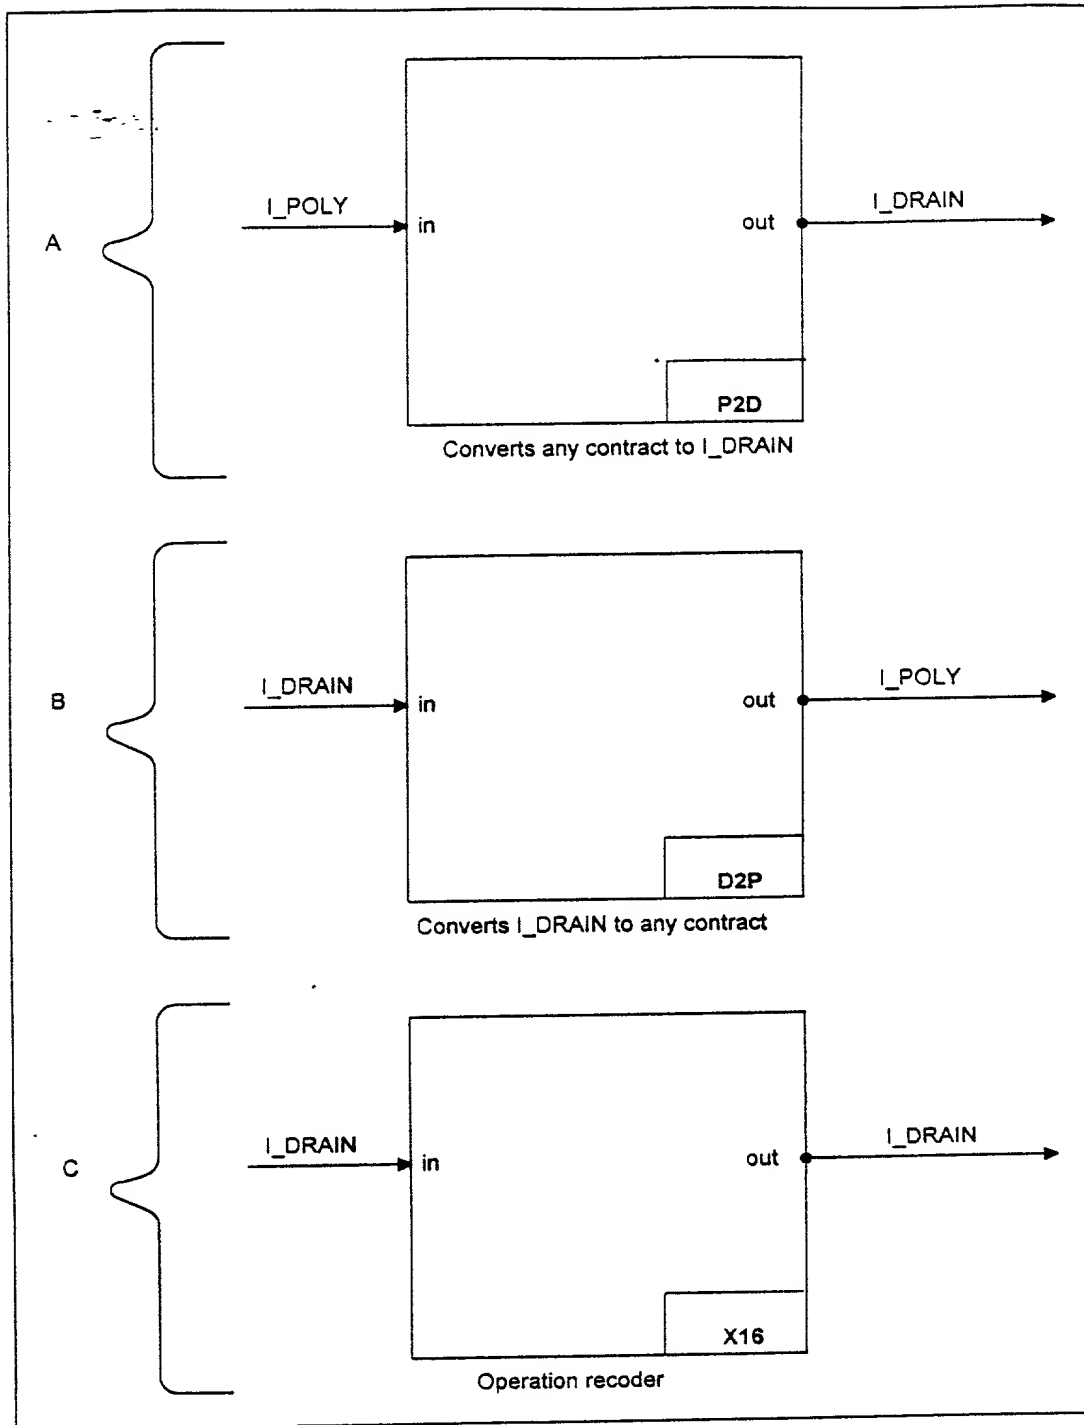 I_POLY
I_DRAIN
A
in
out
P2D
Converts any contract to I_DRAIN
I_DRAIN
I_POLY
B
in
out
D2P
Converts I_DRAIN to any contract
I_DRAIN
I_DRAIN
C
in
out
X16
Operation recoder